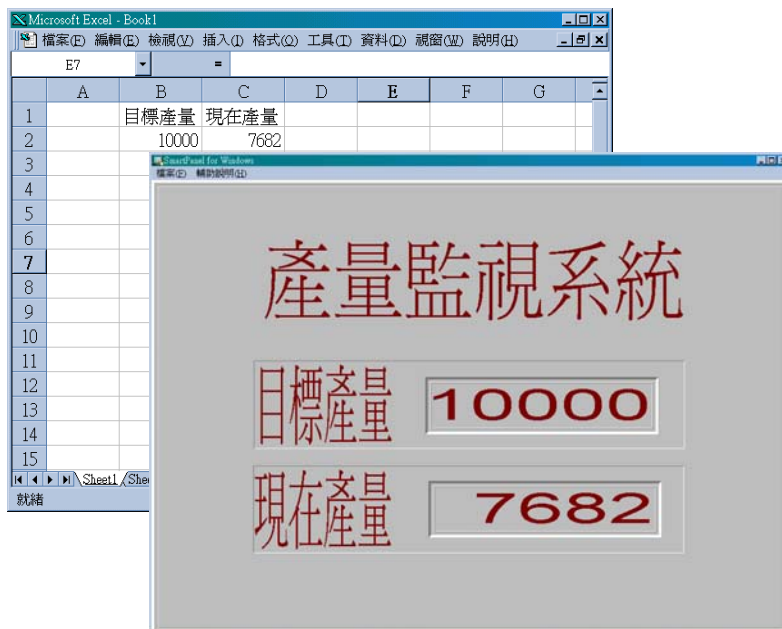 Microsoft Excel - Book1
檔案(F) 編輯(E) 檢視(V) 插入(I) 格式(O) 工具(T) 資料(D) 視窗(W) 說明(H)
E7 =
A B C D E F G
1 目標產量 現在產量
2 10000 7682
3
4
5
6
7
8
9
10
11
12
13
14
15
Sheet1 She
就緒
SmartPanel for Windows
檔案(F) 輔助說明(H)
產量監視系統
目標產量 10000
現在產量 7682